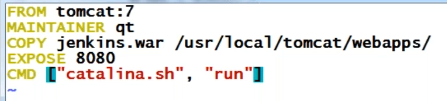 FROM tomcat:7
MAINTAINER qt
COPY jenkins.war /usr/local/tomcat/webapps/
EXPOSE 8080
CMD ["catalina.sh", "run"]
~